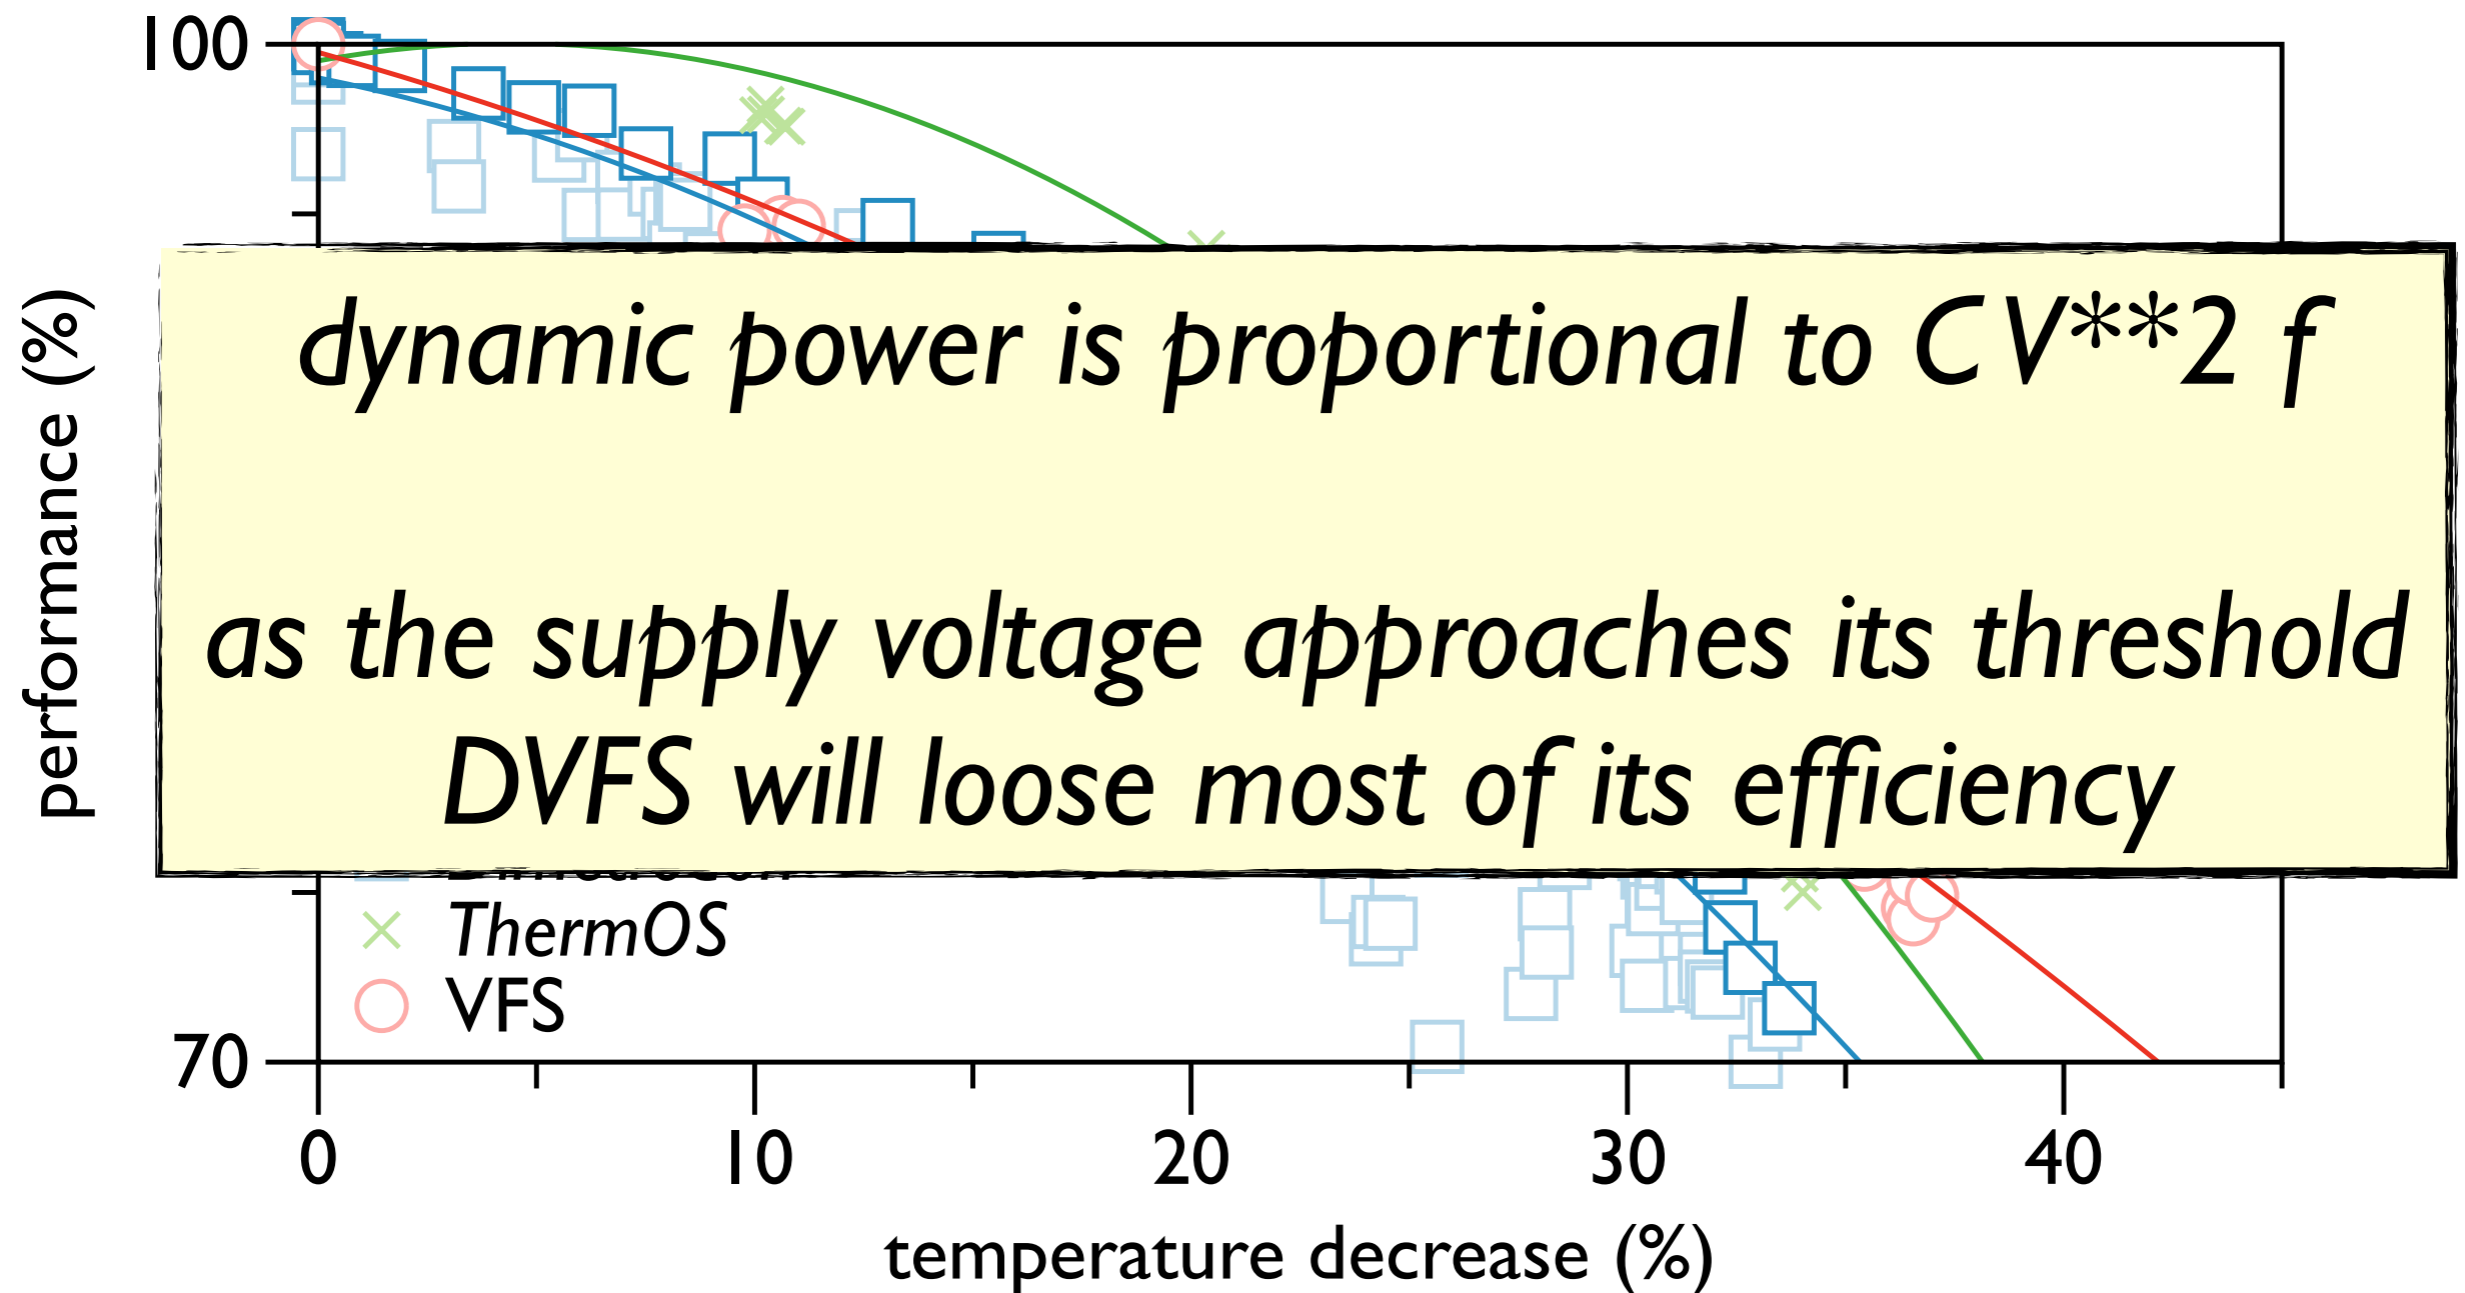 100
performance (%)
dynamic power is proportional to CV**2 f
as the supply voltage approaches its threshold
DVFS will loose most of its efficiency
ThermOS
VFS
70
0 10 20 30 40
temperature decrease (%)